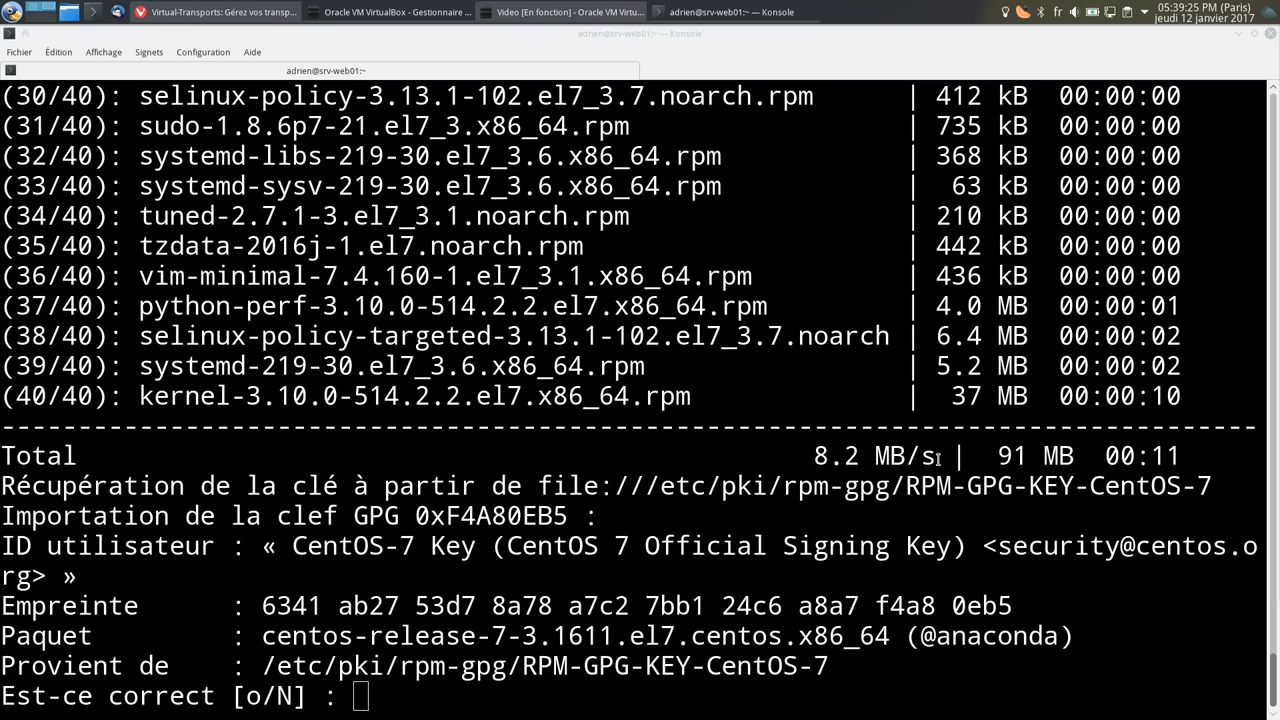 Virtual-Transports: Gérez vos transp...
Oracle VM VirtualBox - Gestionnaire ...
Video [En fonction] - Oracle VM Virtu...
adrien@srv-web01:~ — Konsole
fr
05:39:25 PM (Paris)
jeudi 12 janvier 2017
adrien@srv-web01:~ — Konsole
Fichier Édition Affichage Signets Configuration Aide
adrien@srv-web01:~
(30/40): selinux-policy-3.13.1-102.el7_3.7.noarch.rpm | 412 kB 00:00:00
(31/40): sudo-1.8.6p7-21.el7_3.x86_64.rpm | 735 kB 00:00:00
(32/40): systemd-libs-219-30.el7_3.6.x86_64.rpm | 368 kB 00:00:00
(33/40): systemd-sysv-219-30.el7_3.6.x86_64.rpm | 63 kB 00:00:00
(34/40): tuned-2.7.1-3.el7_3.1.noarch.rpm | 210 kB 00:00:00
(35/40): tzdata-2016j-1.el7.noarch.rpm | 442 kB 00:00:00
(36/40): vim-minimal-7.4.160-1.el7_3.1.x86_64.rpm | 436 kB 00:00:00
(37/40): python-perf-3.10.0-514.2.2.el7.x86_64.rpm | 4.0 MB 00:00:01
(38/40): selinux-policy-targeted-3.13.1-102.el7_3.7.noarch | 6.4 MB 00:00:02
(39/40): systemd-219-30.el7_3.6.x86_64.rpm | 5.2 MB 00:00:02
(40/40): kernel-3.10.0-514.2.2.el7.x86_64.rpm | 37 MB 00:00:10
--------------------------------------------------------------------------------
Total 8.2 MB/s | 91 MB 00:11
Récupération de la clé à partir de file:///etc/pki/rpm-gpg/RPM-GPG-KEY-CentOS-7
Importation de la clef GPG 0xF4A80EB5 :
ID utilisateur : « CentOS-7 Key (CentOS 7 Official Signing Key) <security@centos.o
rg> »
Empreinte : 6341 ab27 53d7 8a78 a7c2 7bb1 24c6 a8a7 f4a8 0eb5
Paquet : centos-release-7-3.1611.el7.centos.x86_64 (@anaconda)
Provient de : /etc/pki/rpm-gpg/RPM-GPG-KEY-CentOS-7
Est-ce correct [o/N] :